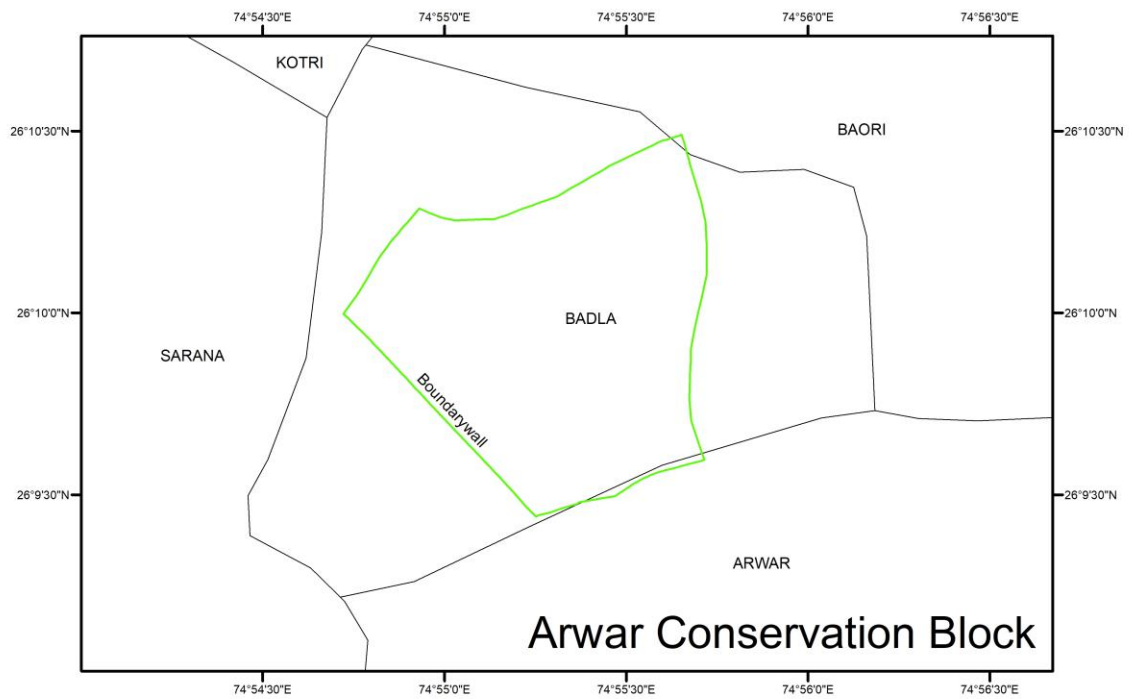 74°54'30"E 74°55'0"E 74°55'30"E 74°56'0"E 74°56'30"E
KOTRI
26°10'30"N BAORI 26°10'30"N
26°10'0"N BADLA 26°10'0"N
SARANA
Boundarywall
26°9'30"N 26°9'30"N
ARWAR
Arwar Conservation Block
74°54'30"E 74°55'0"E 74°55'30"E 74°56'0"E 74°56'30"E